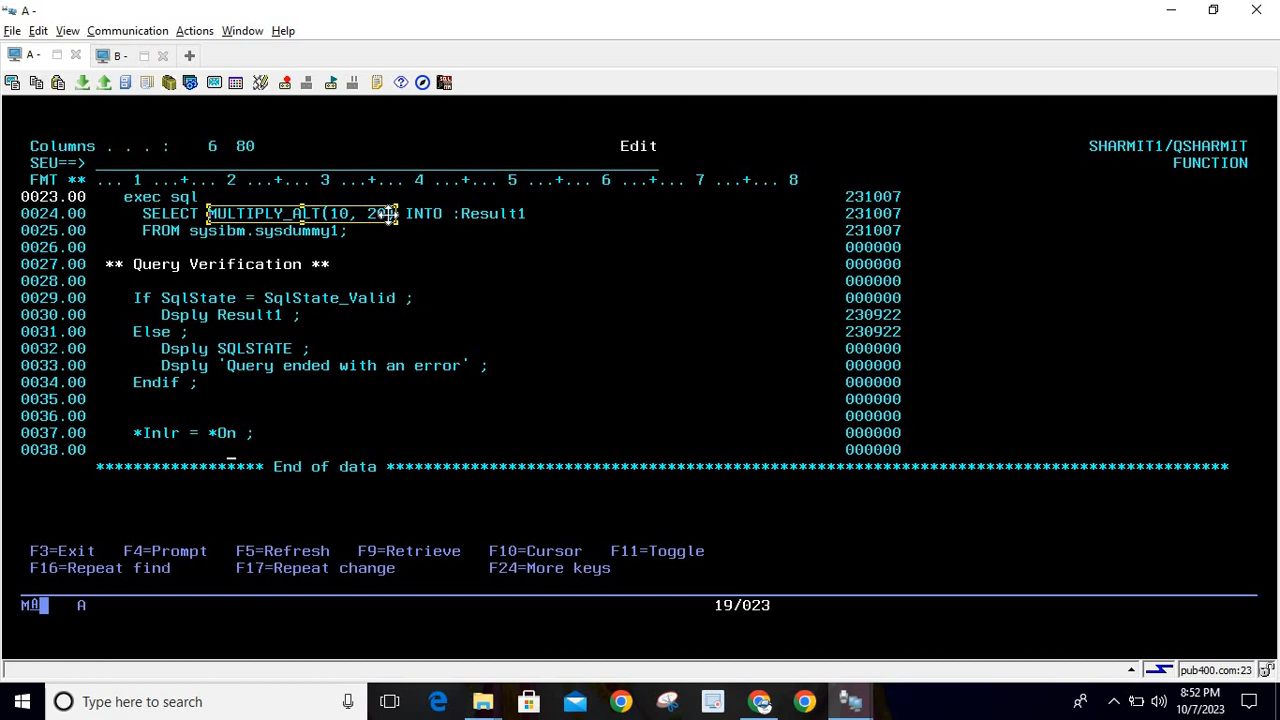 A -
File Edit View Communication Actions Window Help
A - B -
Columns . . . : 6 80 Edit SHARMIT1/QSHARMIT
SEU==> FUNCTION
FMT ** ... 1 ...+... 2 ...+... 3 ...+... 4 ...+... 5 ...+... 6 ...+... 7 ...+... 8
0023.00 exec sql 231007
0024.00 SELECT MULTIPLY_ALT(10, INTO :Result1 231007
0025.00 FROM sysibm.sysdummy1; 231007
0026.00 000000
0027.00 ** Query Verification ** 000000
0028.00 000000
0029.00 If SqlState = SqlState_Valid ; 000000
0030.00 Dsply Result1 ; 230922
0031.00 Else ; 230922
0032.00 Dsply SQLSTATE ; 000000
0033.00 Dsply 'Query ended with an error' ; 000000
0034.00 Endif ; 000000
0035.00 000000
0036.00 000000
0037.00 *Inlr = *On ; 000000
0038.00 _ 000000
****************** End of data ******************************************************************************************
F3=Exit F4=Prompt F5=Refresh F9=Retrieve F10=Cursor F11=Toggle
F16=Repeat find F17=Repeat change F24=More keys
A 19/023
pub400.com:23
Type here to search
8:52 PM
10/7/2023